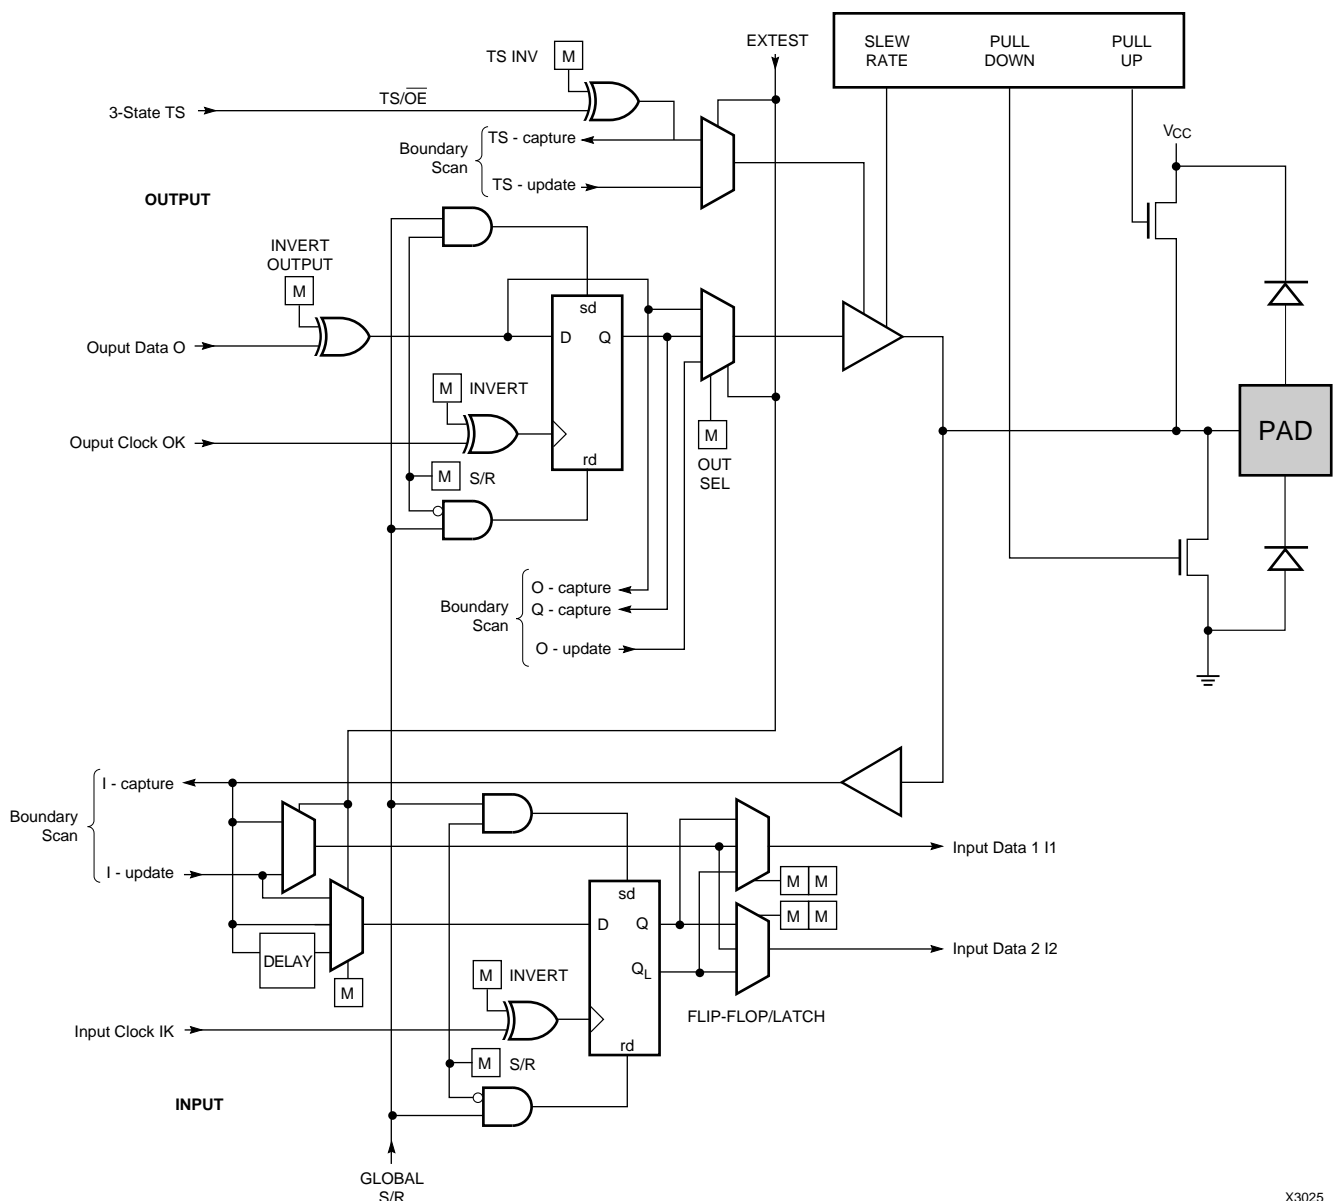 EXTEST
SLEW
RATE
PULL
DOWN
PULL
UP
TS INV
M
3-State TS
TS/OE
VCC
Boundary
Scan
TS - capture
TS - update
OUTPUT
INVERT
OUTPUT
M
sd
D
Q
Ouput Data O
M
INVERT
Ouput Clock OK
rd
M
S/R
M
OUT
SEL
PAD
Boundary
Scan
O - capture
Q - capture
O - update
Boundary
Scan
I - capture
I - update
Input Data 1 I1
M M
sd
D
Q
QL
M M
Input Data 2 I2
DELAY
M
M
INVERT
FLIP-FLOP/LATCH
Input Clock IK
rd
M
S/R
INPUT
GLOBAL
S/R
X3025